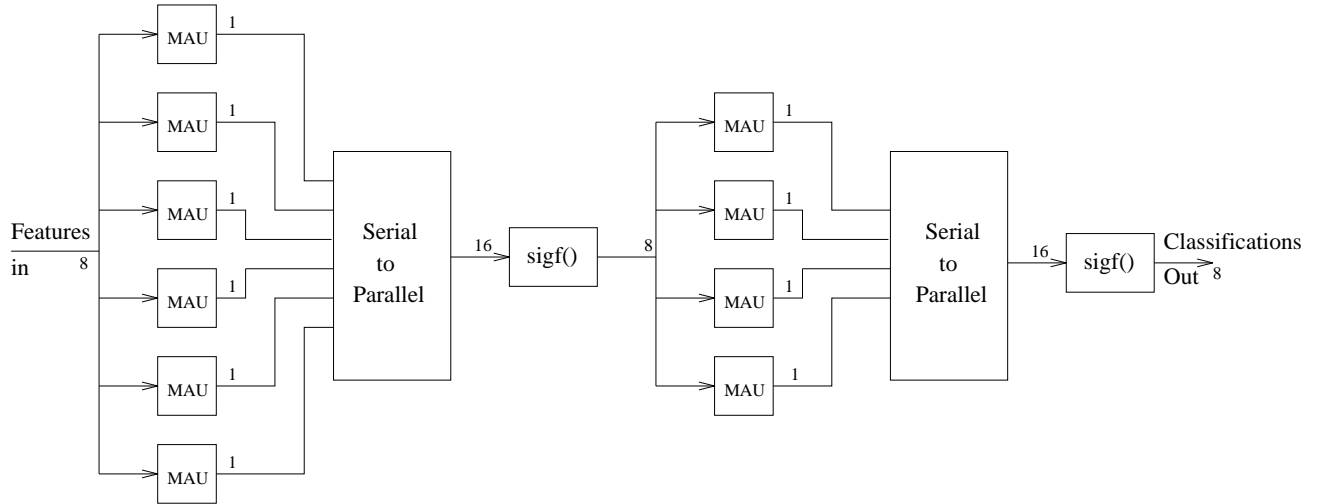 Features
in
8
MAU
1
MAU
1
MAU
1
MAU
1
MAU
1
MAU
1
Serial
to
Parallel
16
sigf()
8
MAU
1
MAU
1
MAU
1
MAU
1
Serial
to
Parallel
16
sigf()
Classifications
Out 8